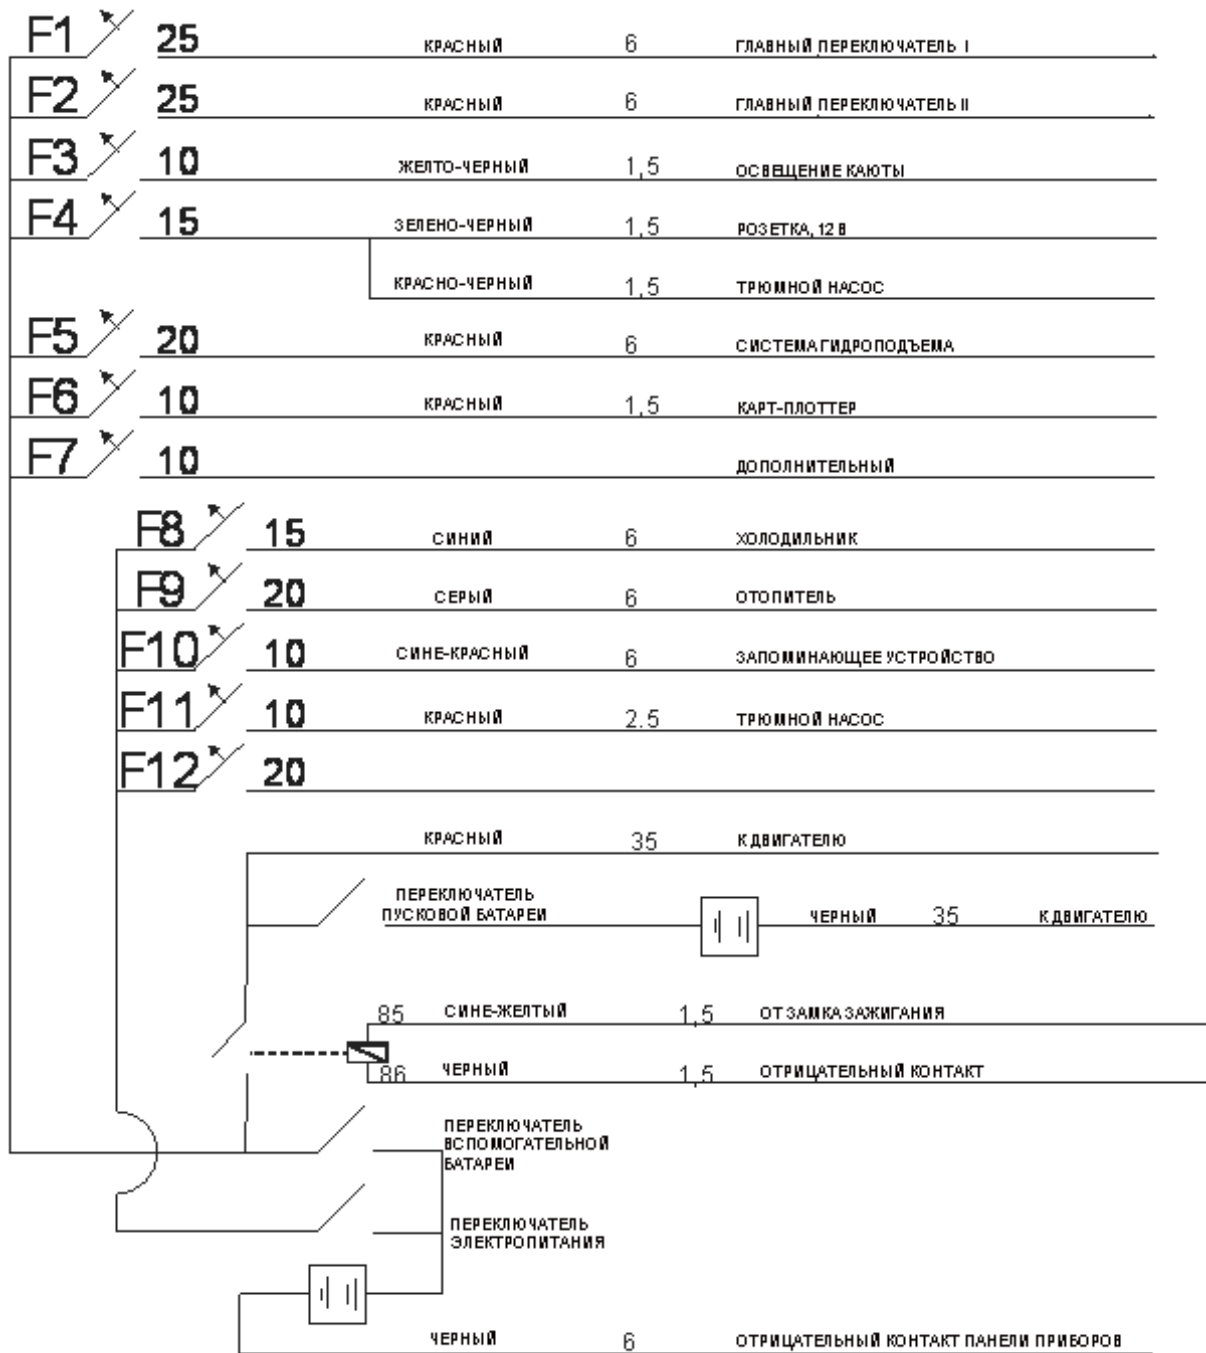 F1 25 КРАСНЫЙ 6 ГЛАВНЫЙ ПЕРЕКЛЮЧАТЕЛЬ I
F2 25 КРАСНЫЙ 6 ГЛАВНЫЙ ПЕРЕКЛЮЧАТЕЛЬ II
F3 10 ЖЕЛТО-ЧЕРНЫЙ 1,5 ОСВЕЩЕНИЕ КАЮТЫ
F4 15 ЗЕЛЕНО-ЧЕРНЫЙ 1,5 РОЗЕТКА, 12 В
КРАСНО-ЧЕРНЫЙ 1,5 ТРЮМНОЙ НАСОС
F5 20 КРАСНЫЙ 6 СИСТЕМА ГИДРОПОДЪЕМА
F6 10 КРАСНЫЙ 1,5 КАРТ-ПЛОТТЕР
F7 10 ДОПОЛНИТЕЛЬНЫЙ
F8 15 СИНИЙ 6 ХОЛОДИЛЬНИК
F9 20 СЕРЫЙ 6 ОТОПИТЕЛЬ
F10 10 СИНЕ-КРАСНЫЙ 6 ЗАПОМИНАЮЩЕЕ УСТРОЙСТВО
F11 10 КРАСНЫЙ 2.5 ТРЮМНОЙ НАСОС
F12 20
КРАСНЫЙ 35 К ДВИГАТЕЛЮ
ПЕРЕКЛЮЧАТЕЛЬ
ПУСКОВОЙ БАТАРЕИ ЧЕРНЫЙ 35 К ДВИГАТЕЛЮ
85 СИНЕ-ЖЕЛТЫЙ 1,5 ОТ ЗАМКА ЗАЖИГАНИЯ
86 ЧЕРНЫЙ 1,5 ОТРИЦАТЕЛЬНЫЙ КОНТАКТ
ПЕРЕКЛЮЧАТЕЛЬ
ВСПОМОГАТЕЛЬНОЙ
БАТАРЕИ
ПЕРЕКЛЮЧАТЕЛЬ
ЭЛЕКТРОПИТАНИЯ
ЧЕРНЫЙ 6 ОТРИЦАТЕЛЬНЫЙ КОНТАКТ ПАНЕЛИ ПРИБОРОВ